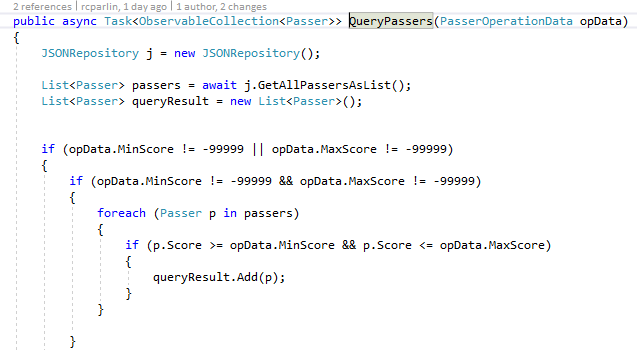 2 references | rcparlin, 1 day ago | 1 author, 2 changes
public async Task<ObservableCollection<Passer>> QueryPassers(PasserOperationData opData)
{
    JSONRepository j = new JSONRepository();
    List<Passer> passers = await j.GetAllPassersAsList();
    List<Passer> queryResult = new List<Passer>();
    if (opData.MinScore != -99999 || opData.MaxScore != -99999)
    {
        if (opData.MinScore != -99999 && opData.MaxScore != -99999)
        {
            foreach (Passer p in passers)
            {
                if (p.Score >= opData.MinScore && p.Score <= opData.MaxScore)
                {
                    queryResult.Add(p);
                }
            }
        }